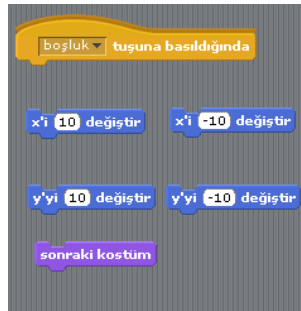 boşluk tuşuna basıldığında
x'i 10 değiştir
x'i -10 değiştir
y'yi 10 değiştir
y'yi -10 değiştir
sonraki kostüm